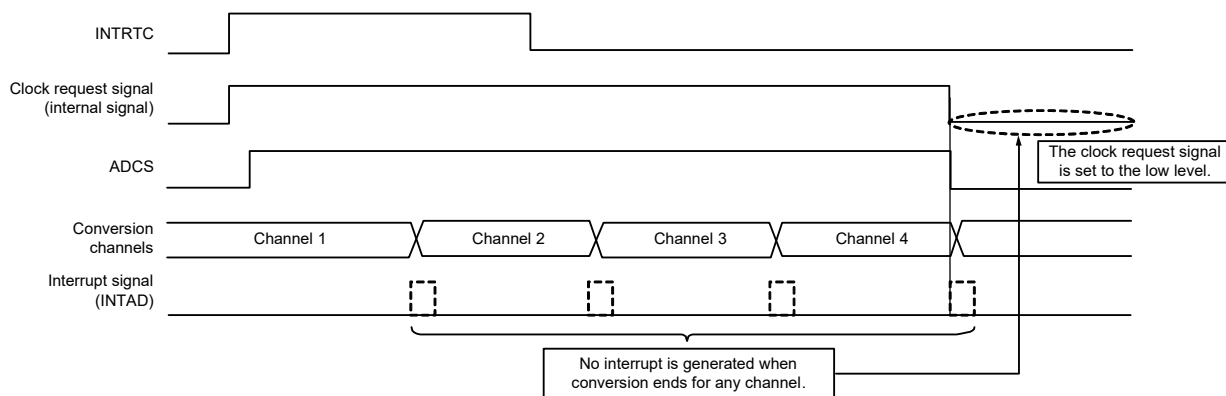 INTRTC
Clock request signal
(internal signal)
The clock request signal
is set to the low level.
ADCS
Conversion
channels
Channel 1
Channel 2
Channel 3
Channel 4
Interrupt signal
(INTAD)
No interrupt is generated when
conversion ends for any channel.